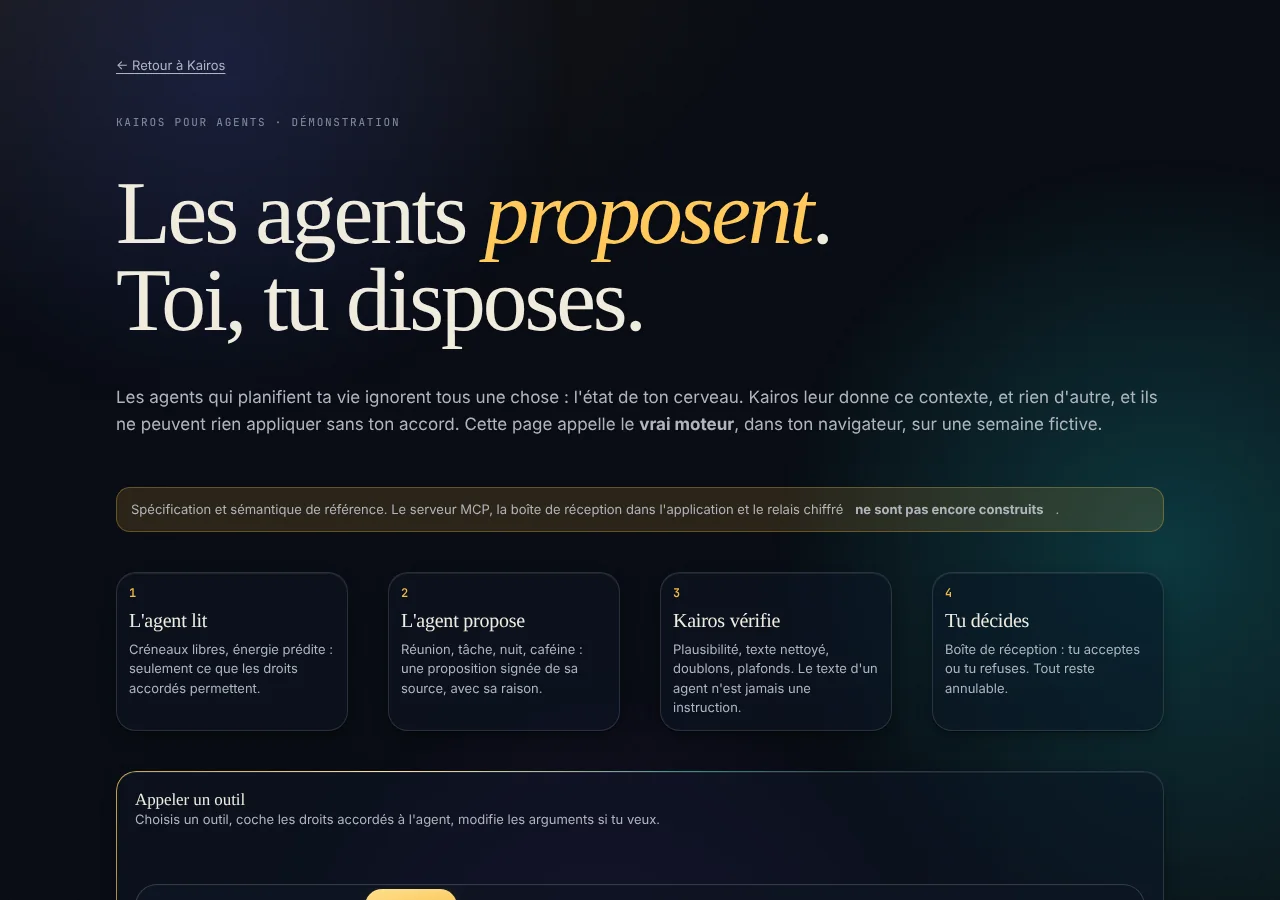 ← Retour à Kairos
KAIROS POUR AGENTS · DÉMONSTRATION
Les agents proposent.
Toi, tu disposes.
Les agents qui planifient ta vie ignorent tous une chose : l'état de ton cerveau. Kairos leur donne ce contexte, et rien d'autre, et ils
ne peuvent rien appliquer sans ton accord. Cette page appelle le vrai moteur, dans ton navigateur, sur une semaine fictive.
Spécification et sémantique de référence. Le serveur MCP, la boîte de réception dans l'application et le relais chiffré ne sont pas encore construits .
1
L'agent lit
Créneaux libres, énergie prédite :
seulement ce que les droits
accordés permettent.
2
L'agent propose
Réunion, tâche, nuit, caféine :
une proposition signée de sa
source, avec sa raison.
3
Kairos vérifie
Plausibilité, texte nettoyé,
doublons, plafonds. Le texte d'un
agent n'est jamais une
instruction.
4
Tu décides
Boîte de réception : tu acceptes
ou tu refuses. Tout reste
annulable.
Appeler un outil
Choisis un outil, coche les droits accordés à l'agent, modifie les arguments si tu veux.